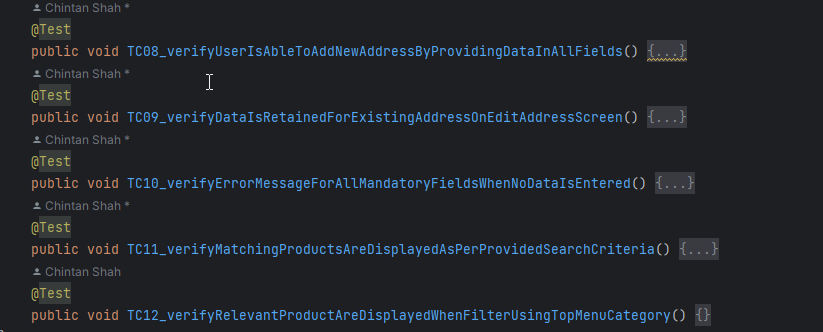 Chintan Shah *
@Test
public void TC08_verifyUserIsAbleToAddNewAddressByProvidingDataInAllFields() {...}
Chintan Shah *
@Test
public void TC09_verifyDataIsRetainedForExistingAddressOnEditAddressScreen() {...}
Chintan Shah *
@Test
public void TC10_verifyErrorMessageForAllMandatoryFieldsWhenNoDataIsEntered() {...}
Chintan Shah *
@Test
public void TC11_verifyMatchingProductsAreDisplayedAsPerProvidedSearchCriteria() {...}
Chintan Shah
@Test
public void TC12_verifyRelevantProductAreDisplayedWhenFilterUsingTopMenuCategory() {}